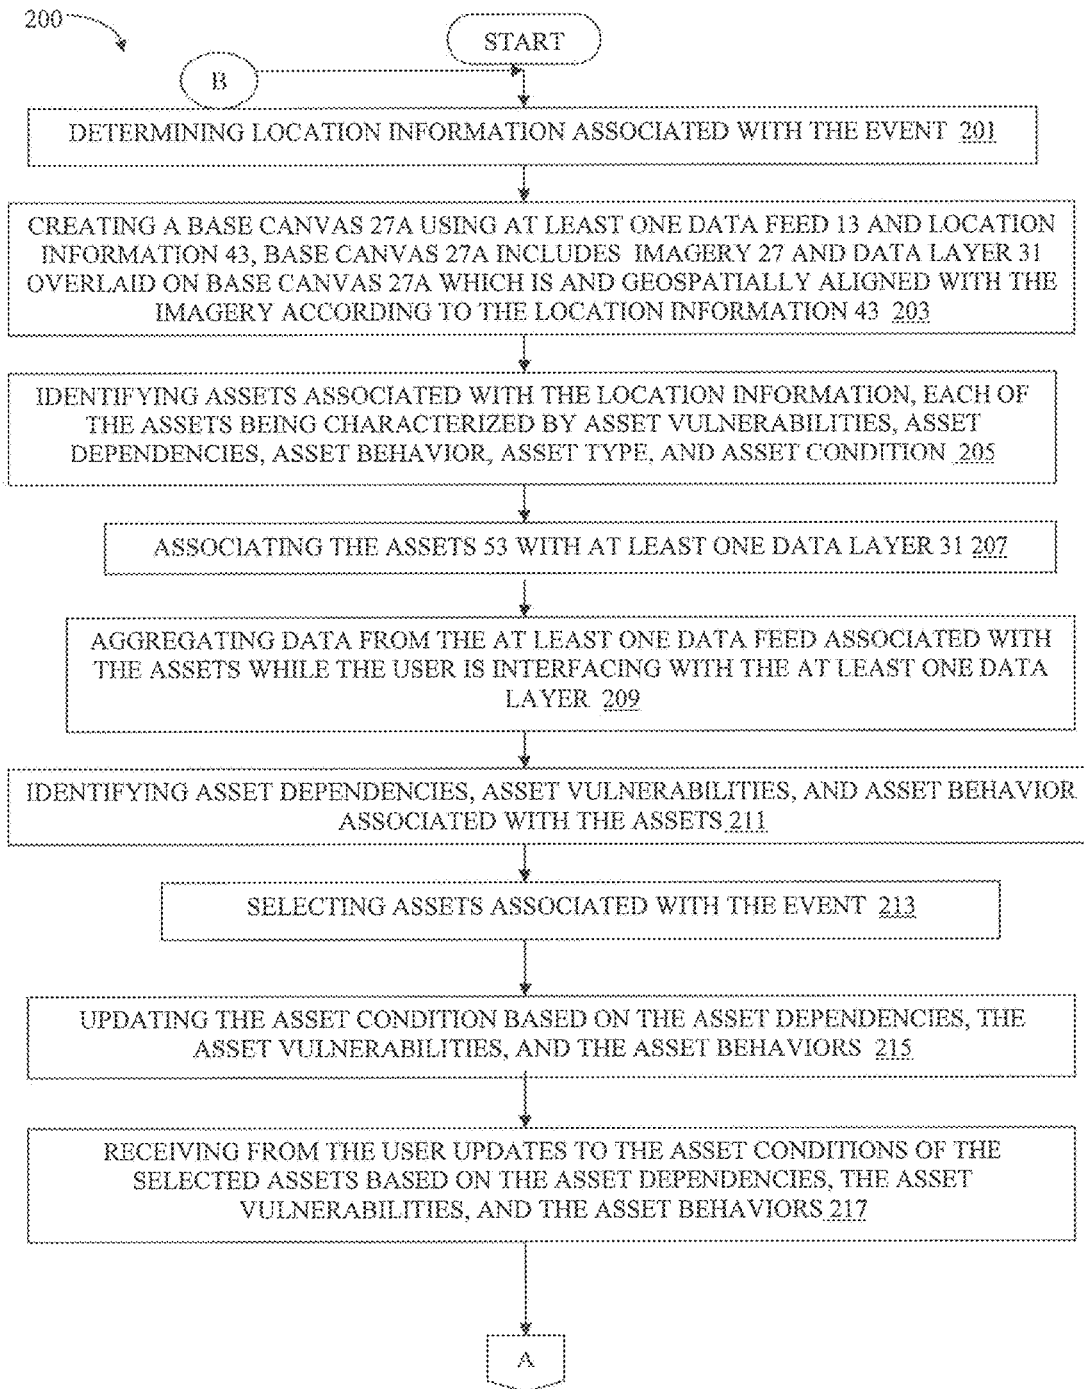 200
START
B
DETERMINING LOCATION INFORMATION ASSOCIATED WITH THE EVENT 201
CREATING A BASE CANVAS 27A USING AT LEAST ONE DATA FEED 13 AND LOCATION
INFORMATION 43, BASE CANVAS 27A INCLUDES IMAGERY 27 AND DATA LAYER 31
OVERLAID ON BASE CANVAS 27A WHICH IS AND GEOSPATIALLY ALIGNED WITH THE
IMAGERY ACCORDING TO THE LOCATION INFORMATION 43 203
IDENTIFYING ASSETS ASSOCIATED WITH THE LOCATION INFORMATION, EACH OF
THE ASSETS BEING CHARACTERIZED BY ASSET VULNERABILITIES, ASSET
DEPENDENCIES, ASSET BEHAVIOR, ASSET TYPE, AND ASSET CONDITION 205
ASSOCIATING THE ASSETS 53 WITH AT LEAST ONE DATA LAYER 31 207
AGGREGATING DATA FROM THE AT LEAST ONE DATA FEED ASSOCIATED WITH
THE ASSETS WHILE THE USER IS INTERFACING WITH THE AT LEAST ONE DATA
LAYER 209
IDENTIFYING ASSET DEPENDENCIES, ASSET VULNERABILITIES, AND ASSET BEHAVIOR
ASSOCIATED WITH THE ASSETS 211
SELECTING ASSETS ASSOCIATED WITH THE EVENT 213
UPDATING THE ASSET CONDITION BASED ON THE ASSET DEPENDENCIES, THE
ASSET VULNERABILITIES, AND THE ASSET BEHAVIORS 215
RECEIVING FROM THE USER UPDATES TO THE ASSET CONDITIONS OF THE
SELECTED ASSETS BASED ON THE ASSET DEPENDENCIES, THE ASSET
VULNERABILITIES, AND THE ASSET BEHAVIORS 217
A